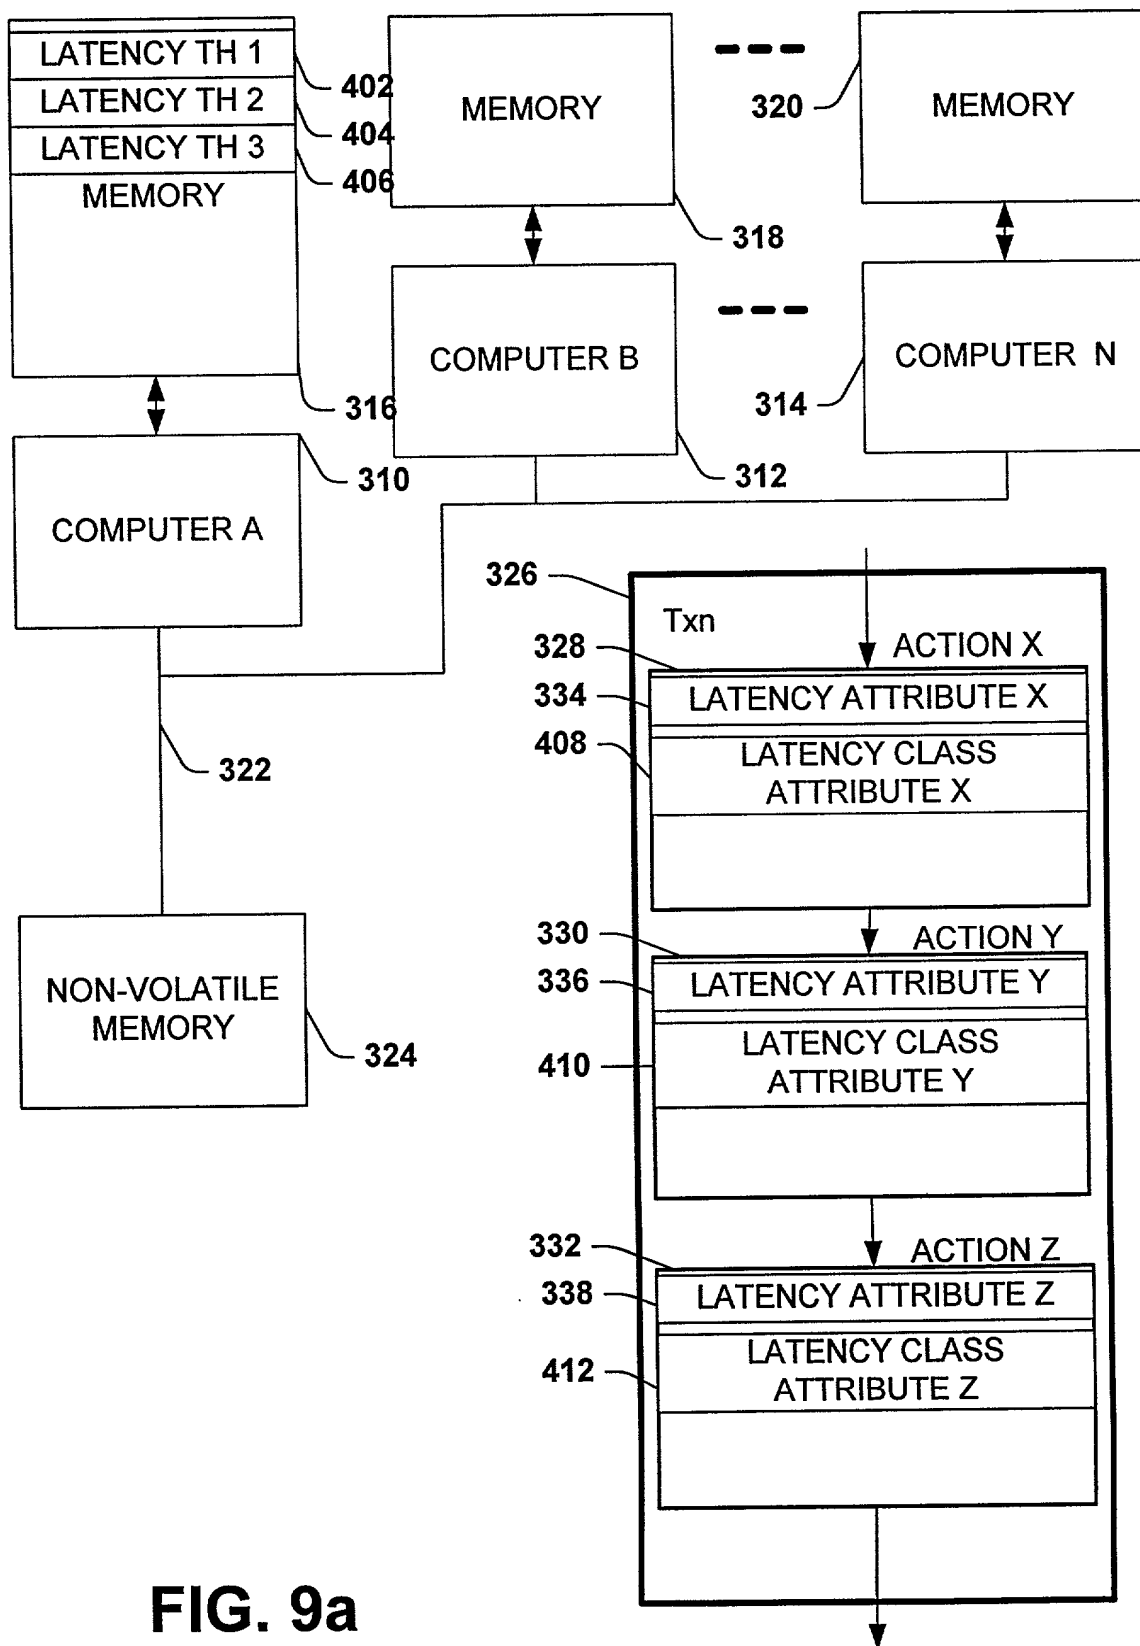 LATENCY TH 1
402
LATENCY TH 2
404
LATENCY TH 3
406
MEMORY
316
MEMORY
318
320
MEMORY
COMPUTER A
310
COMPUTER B
312
314
COMPUTER N
322
NON-VOLATILE
MEMORY
324
326
Txn
ACTION X
328
334
LATENCY ATTRIBUTE X
408
LATENCY CLASS
ATTRIBUTE X
330
ACTION Y
336
LATENCY ATTRIBUTE Y
410
LATENCY CLASS
ATTRIBUTE Y
332
ACTION Z
338
LATENCY ATTRIBUTE Z
412
LATENCY CLASS
ATTRIBUTE Z
FIG. 9a